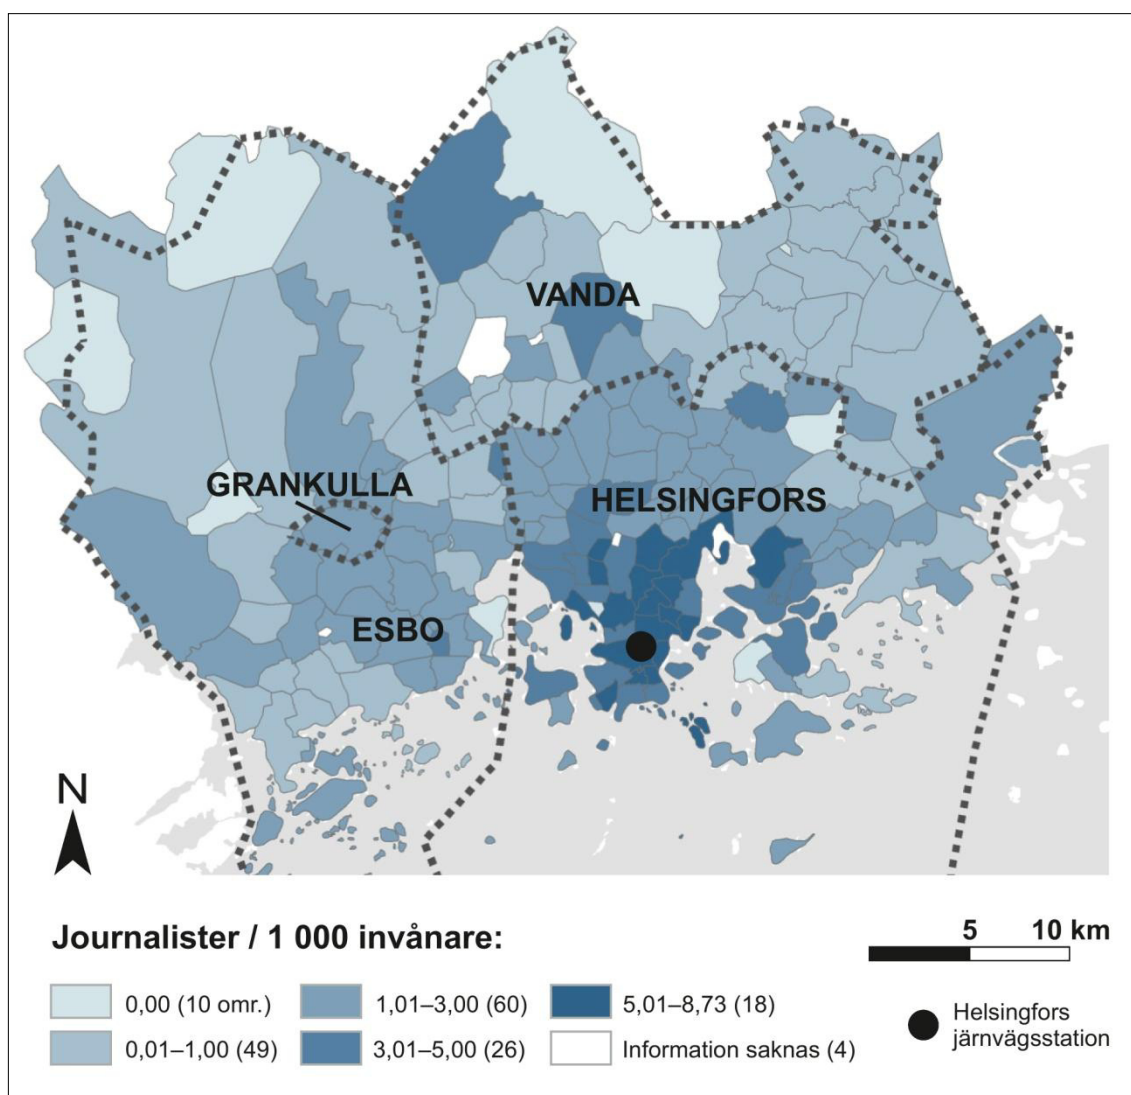 VANDA
GRANKULLA
HELSINGFORS
ESBO
N
Journalister / 1 000 invånare:
5 10 km
0,00 (10 omr.)
1,01–3,00 (60)
5,01–8,73 (18)
0,01–1,00 (49)
3,01–5,00 (26)
Information saknas (4)
Helsingfors
järnvägsstation